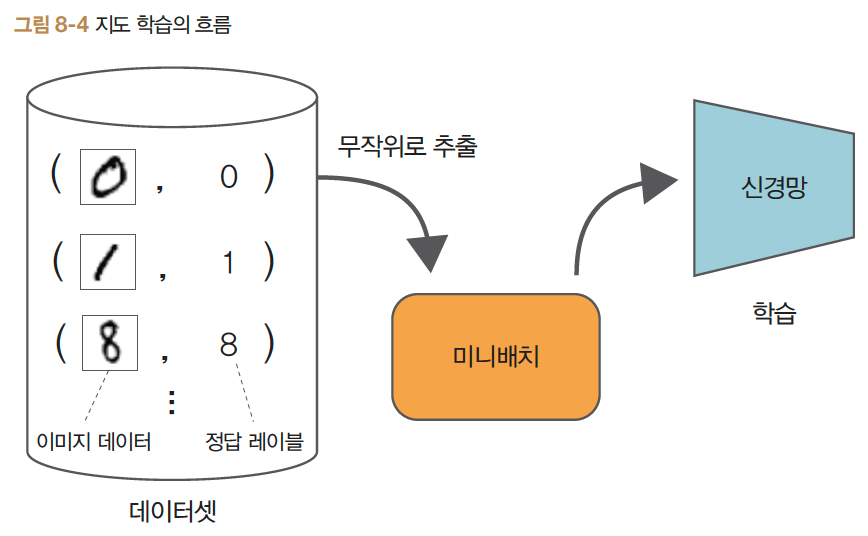 그림 8-4 지도 학습의 흐름
( 0 , 0 )
무작위로 추출
신경망
( 1 , 1 )
학습
( 8 , 8 )
미니배치
⋮
이미지 데이터 정답 레이블
데이터셋